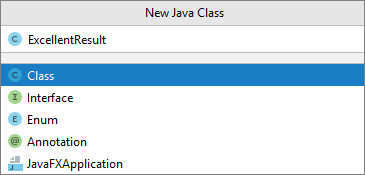 New Java Class
C ExcellentResult
C Class
I Interface
E Enum
@ Annotation
J JavaFXApplication